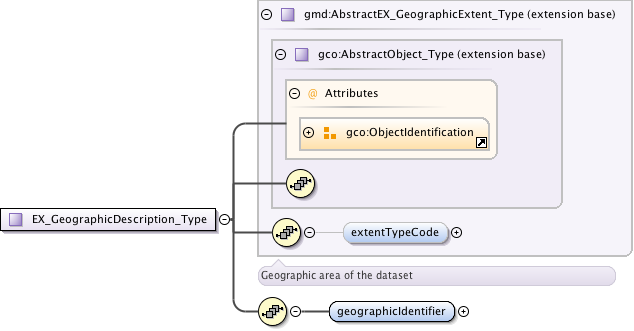 gmd:AbstractEX_GeographicExtent_Type (extension base)
gco:AbstractObject_Type (extension base)
@ Attributes
gco:ObjectIdentification
EX_GeographicDescription_Type
extentTypeCode
Geographic area of the dataset
geographicIdentifier